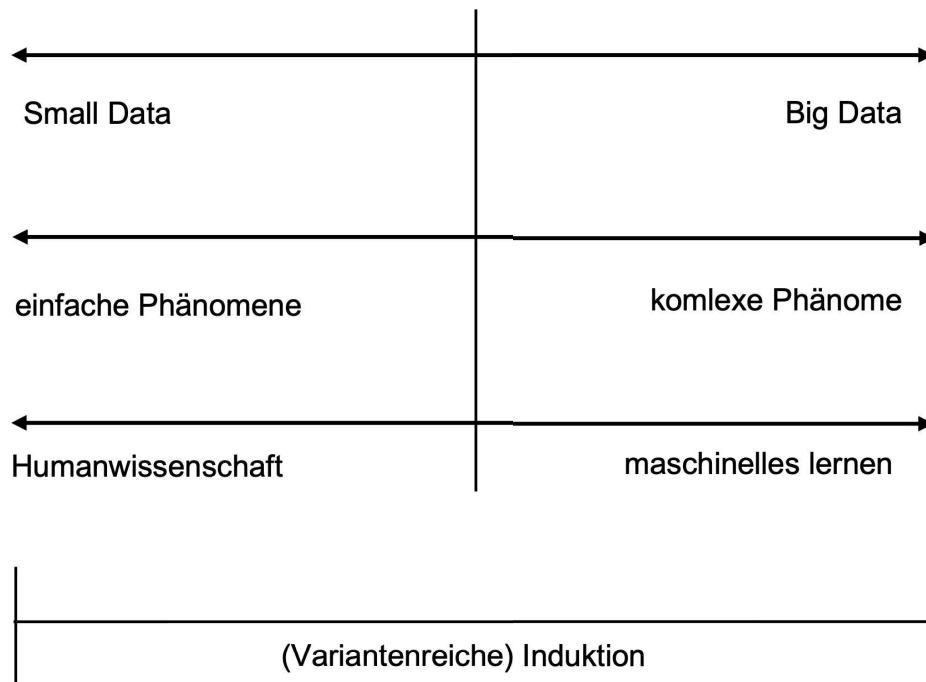 Small Data
Big Data
einfache Phänomene
komlexe Phänome
Humanwissenschaft
maschinelles lernen
(Variantenreiche) Induktion